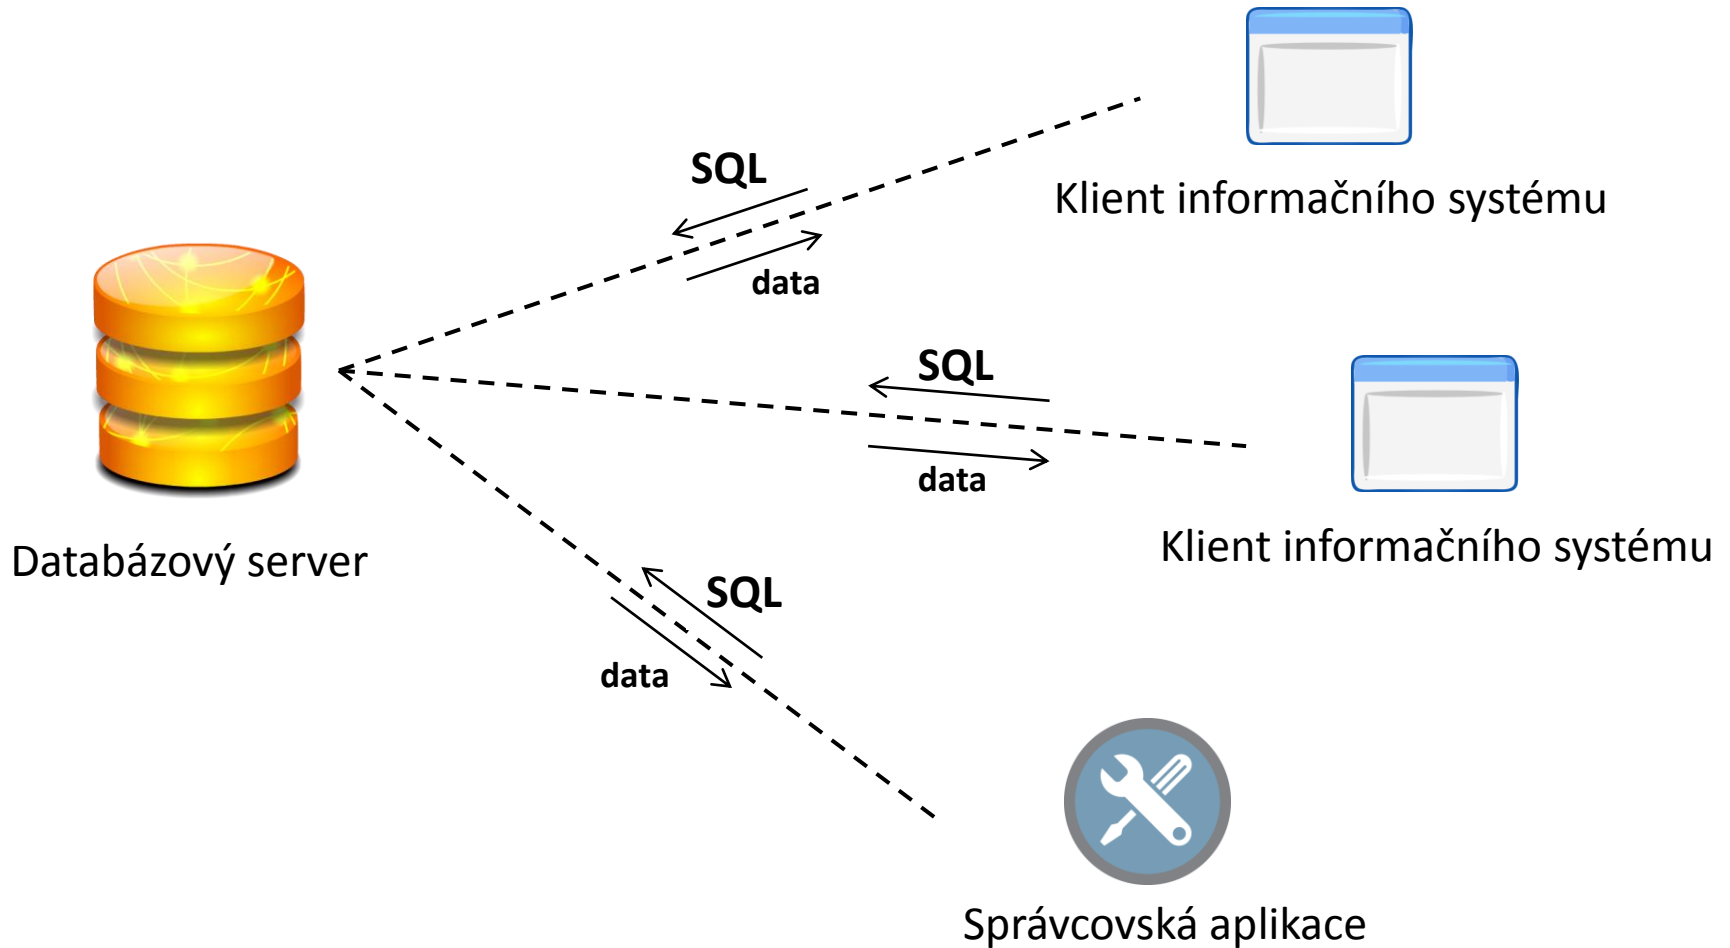 SQL
Klient informačního systému
data
SQL
data
Klient informačního systému
Databázový server
SQL
data
Správcovská aplikace